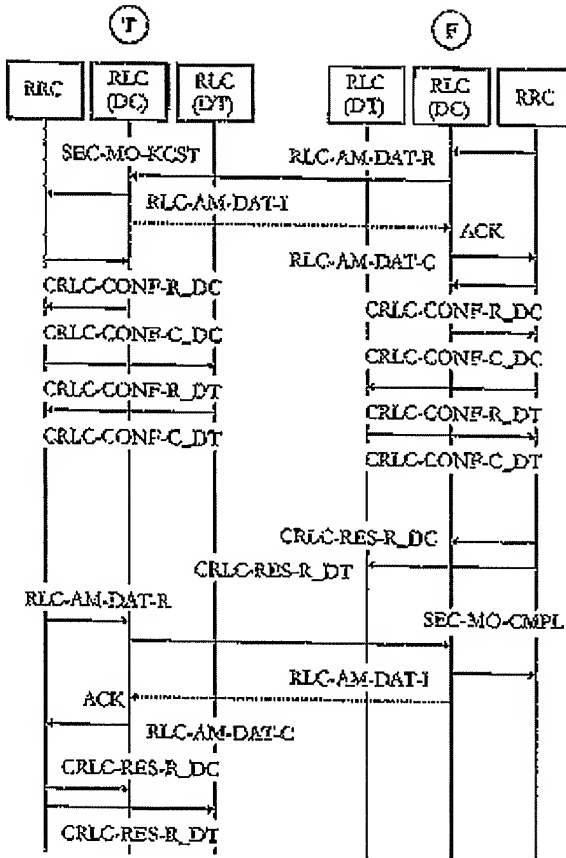 T F
RRC RLC (DC) RLC (DT) RLC (DT) RLC (DC) RRC
SEC-MO-KCST
RLC-AM-DAT-R
RLC-AM-DAT-I
ACK
RLC-AM-DAT-C
CRLC-CONF-R_DC
CRLC-CONF-R_DC
CRLC-CONF-C_DC
CRLC-CONF-C_DC
CRLC-CONF-R_DT
CRLC-CONF-R_DT
CRLC-CONF-C_DT
CRLC-CONF-C_DT
CRLC-RES-R_DC
CRLC-RES-R_DT
RLC-AM-DAT-R
SEC-MO-CMPL
RLC-AM-DAT-I
ACK
RLC-AM-DAT-C
CRLC-RES-R_DC
CRLC-RES-R_DT